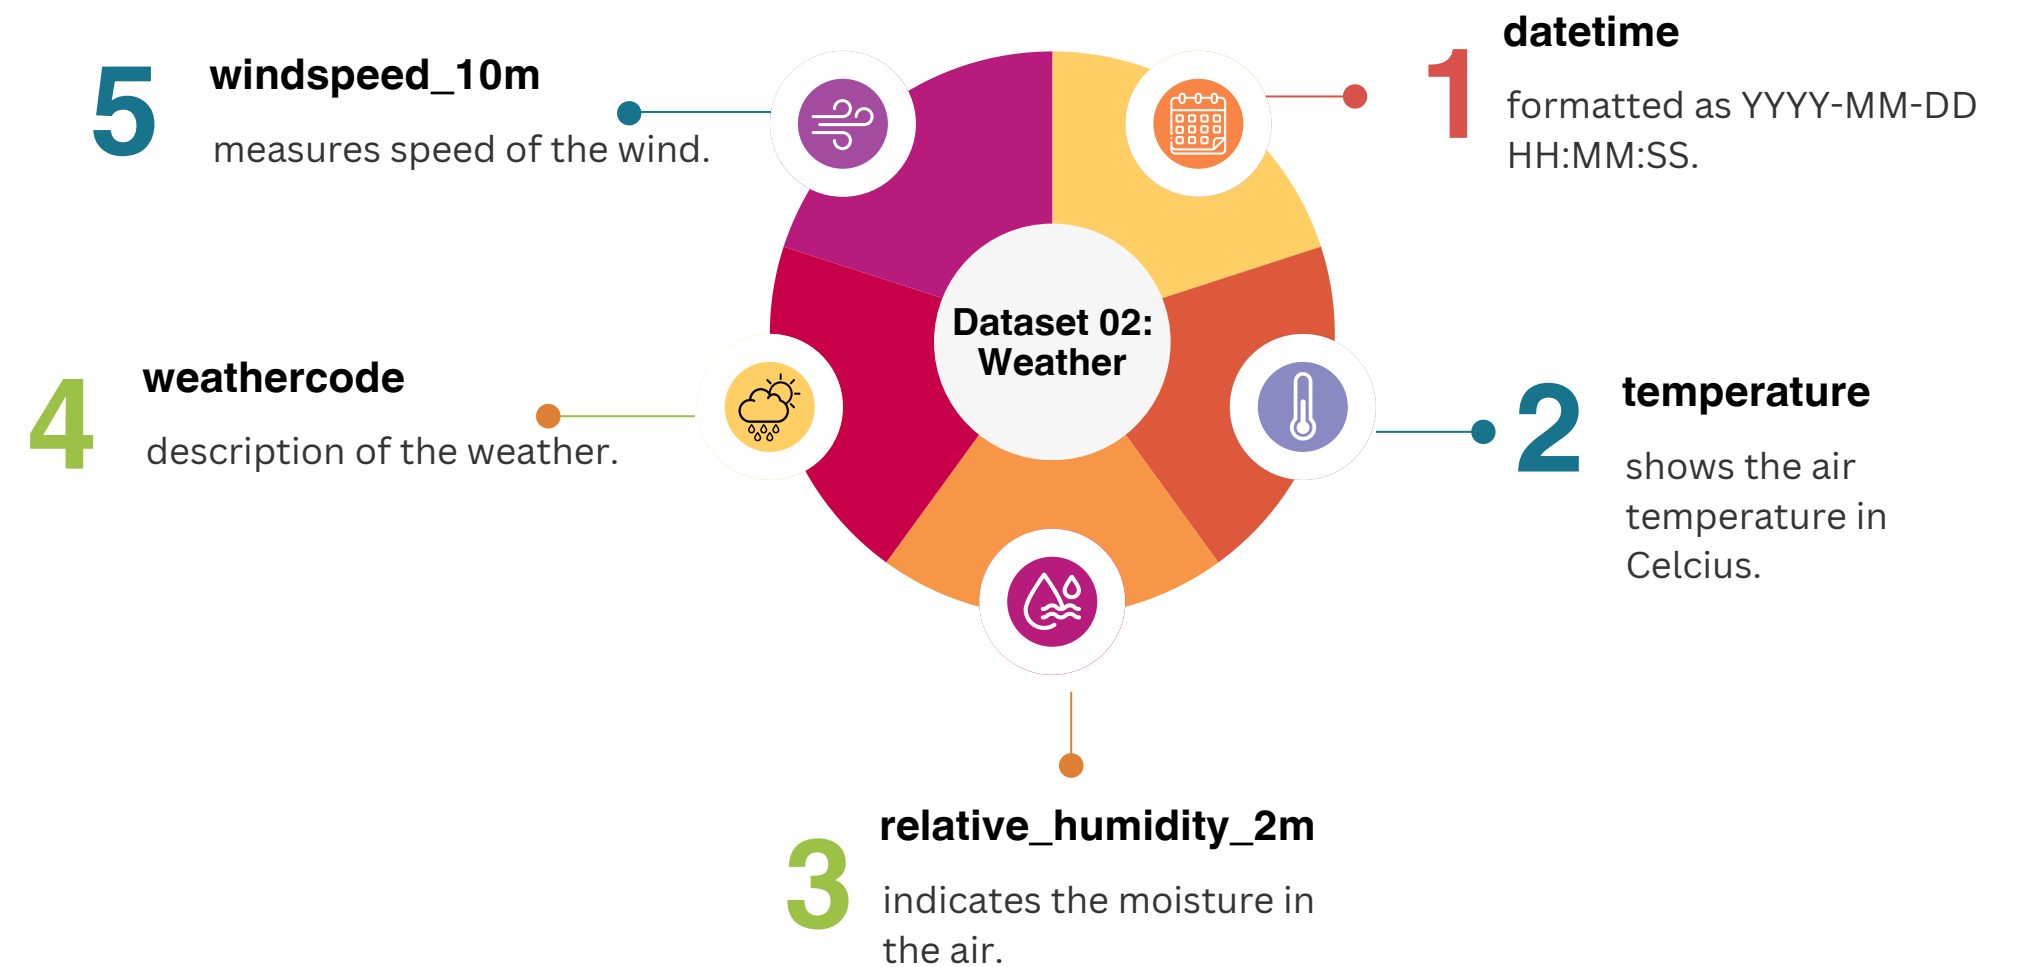 Dataset 02:
Weather
1
datetime
formatted as YYYY-MM-DD
HH:MM:SS.
2
temperature
shows the air
temperature in
Celcius.
3
relative_humidity_2m
indicates the moisture in
the air.
4
weathercode
description of the weather.
5
windspeed_10m
measures speed of the wind.